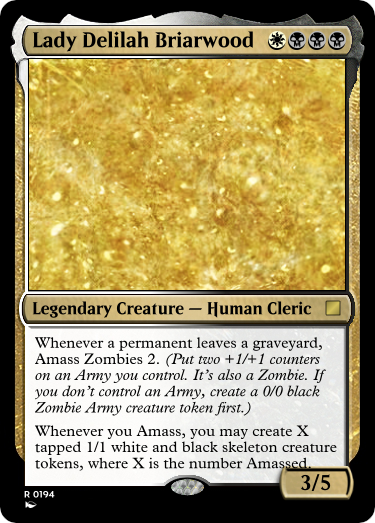 Lady Delilah Briarwood
Legendary Creature — Human Cleric
Whenever a permanent leaves a graveyard,
Amass Zombies 2. (Put two +1/+1 counters
on an Army you control. It's also a Zombie. If
you don't control an Army, create a 0/0 black
Zombie Army creature token first.)
Whenever you Amass, you may create X
tapped 1/1 white and black skeleton creature
tokens, where X is the number Amassed.
3/5
R 0194